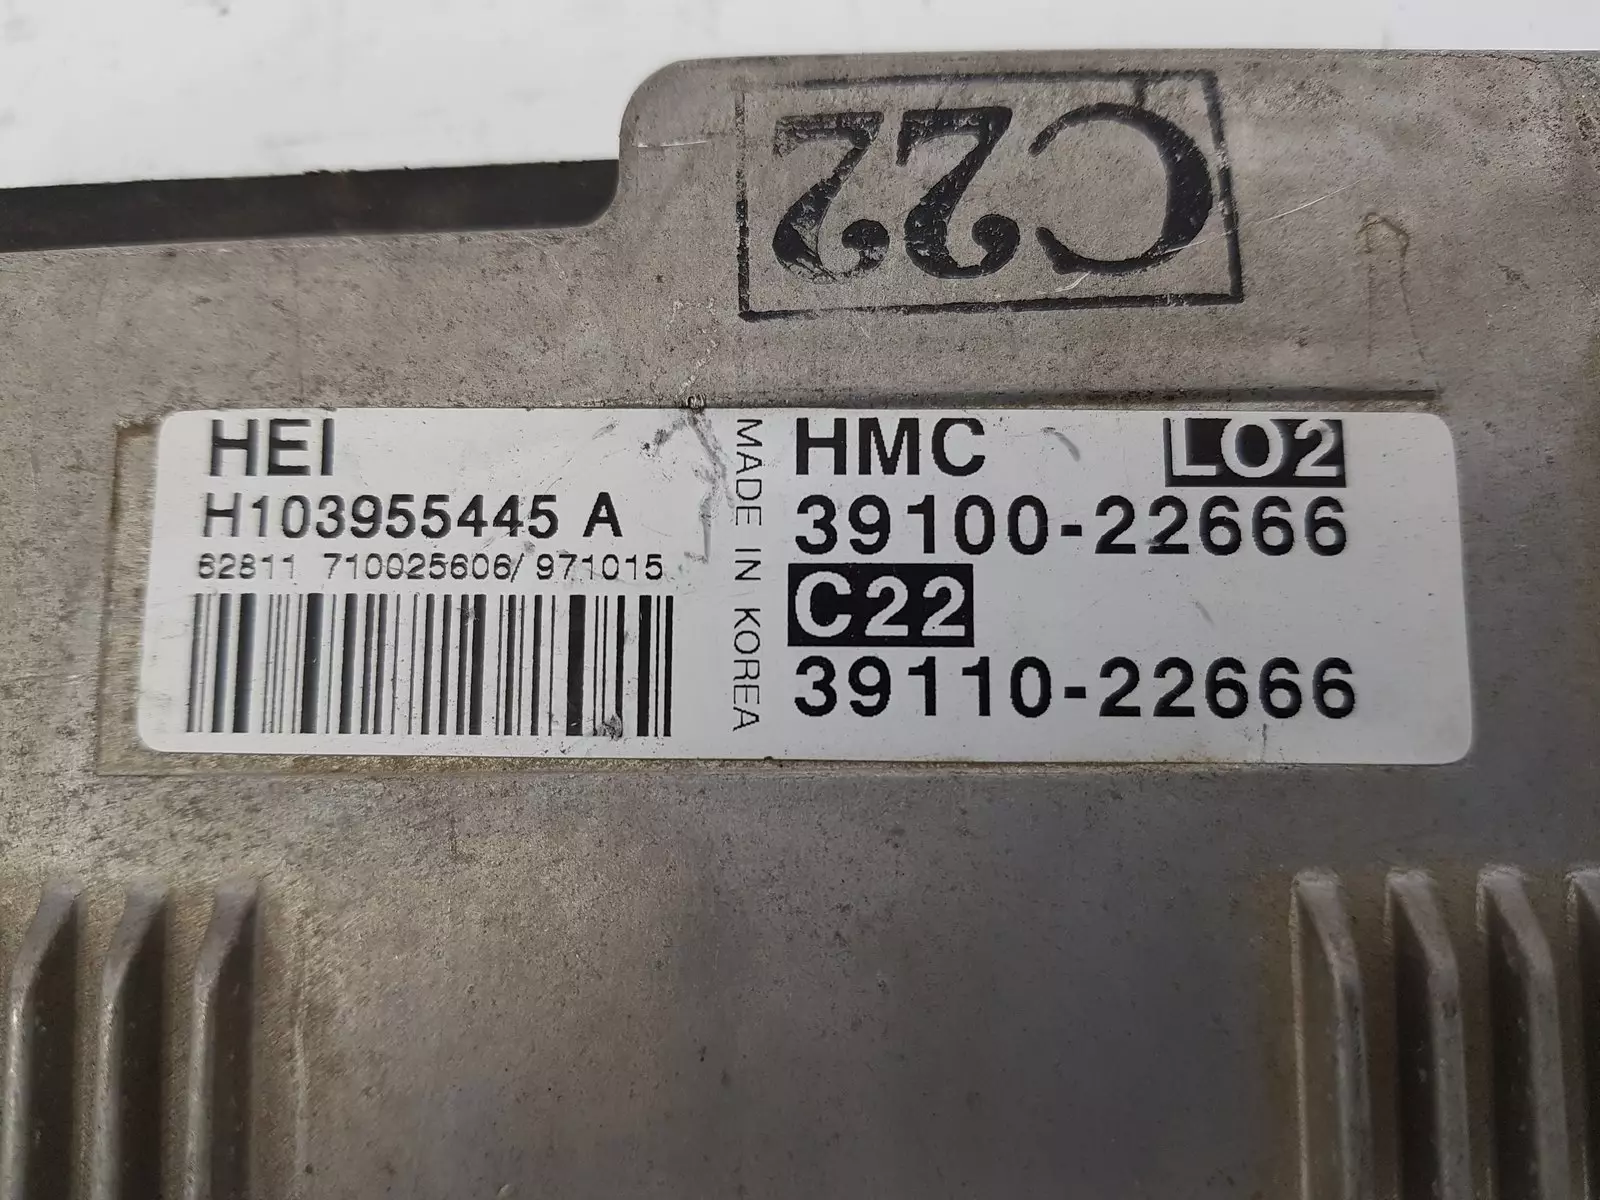 C22
HEI
H103955445 A
62811 710025606/971015
MADE IN KOREA
HMC LO2
39100-22666
C22
39110-22666